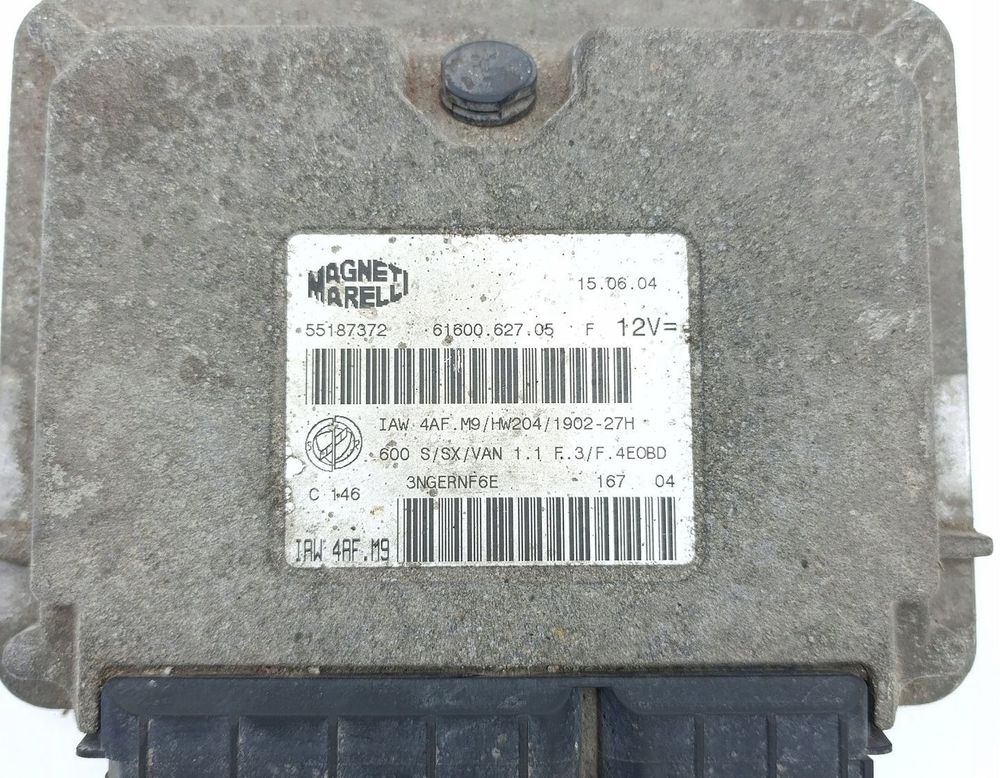 MAGNETI
MARELLI
15.06.04
55187372 61600.627.05 F 12V=
IAW 4AF.M9/HW204/1902-27H
600 S/SX/VAN 1.1 F.3/F.4EOBD
C 146 3NGERNF6E 167 04
IAW 4AF.M9